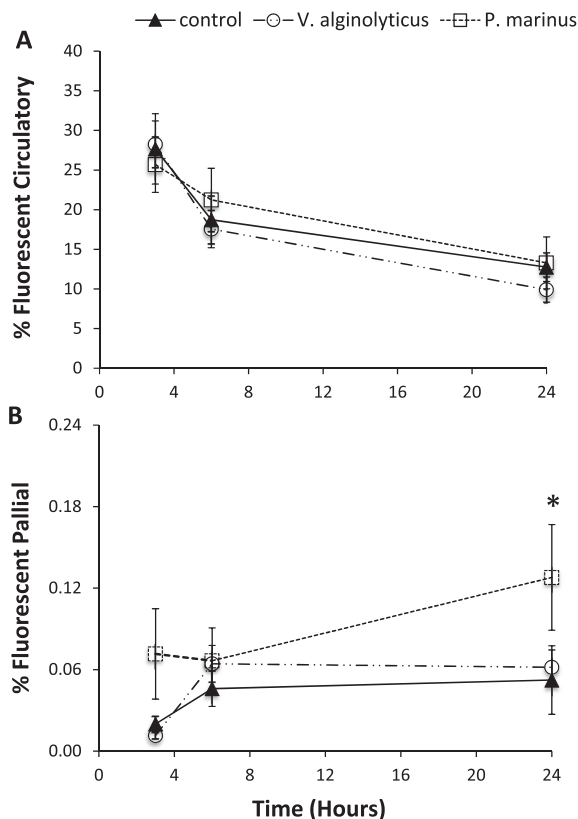 control V. alginolyticus P. marinus
A
% Fluorescent Circulatory
40
35
30
25
20
15
10
5
0
0 4 8 12 16 20 24
B
% Fluorescent Pallial
0.24
0.18
0.12
0.06
0.00
*
0 4 8 12 16 20 24
Time (Hours)